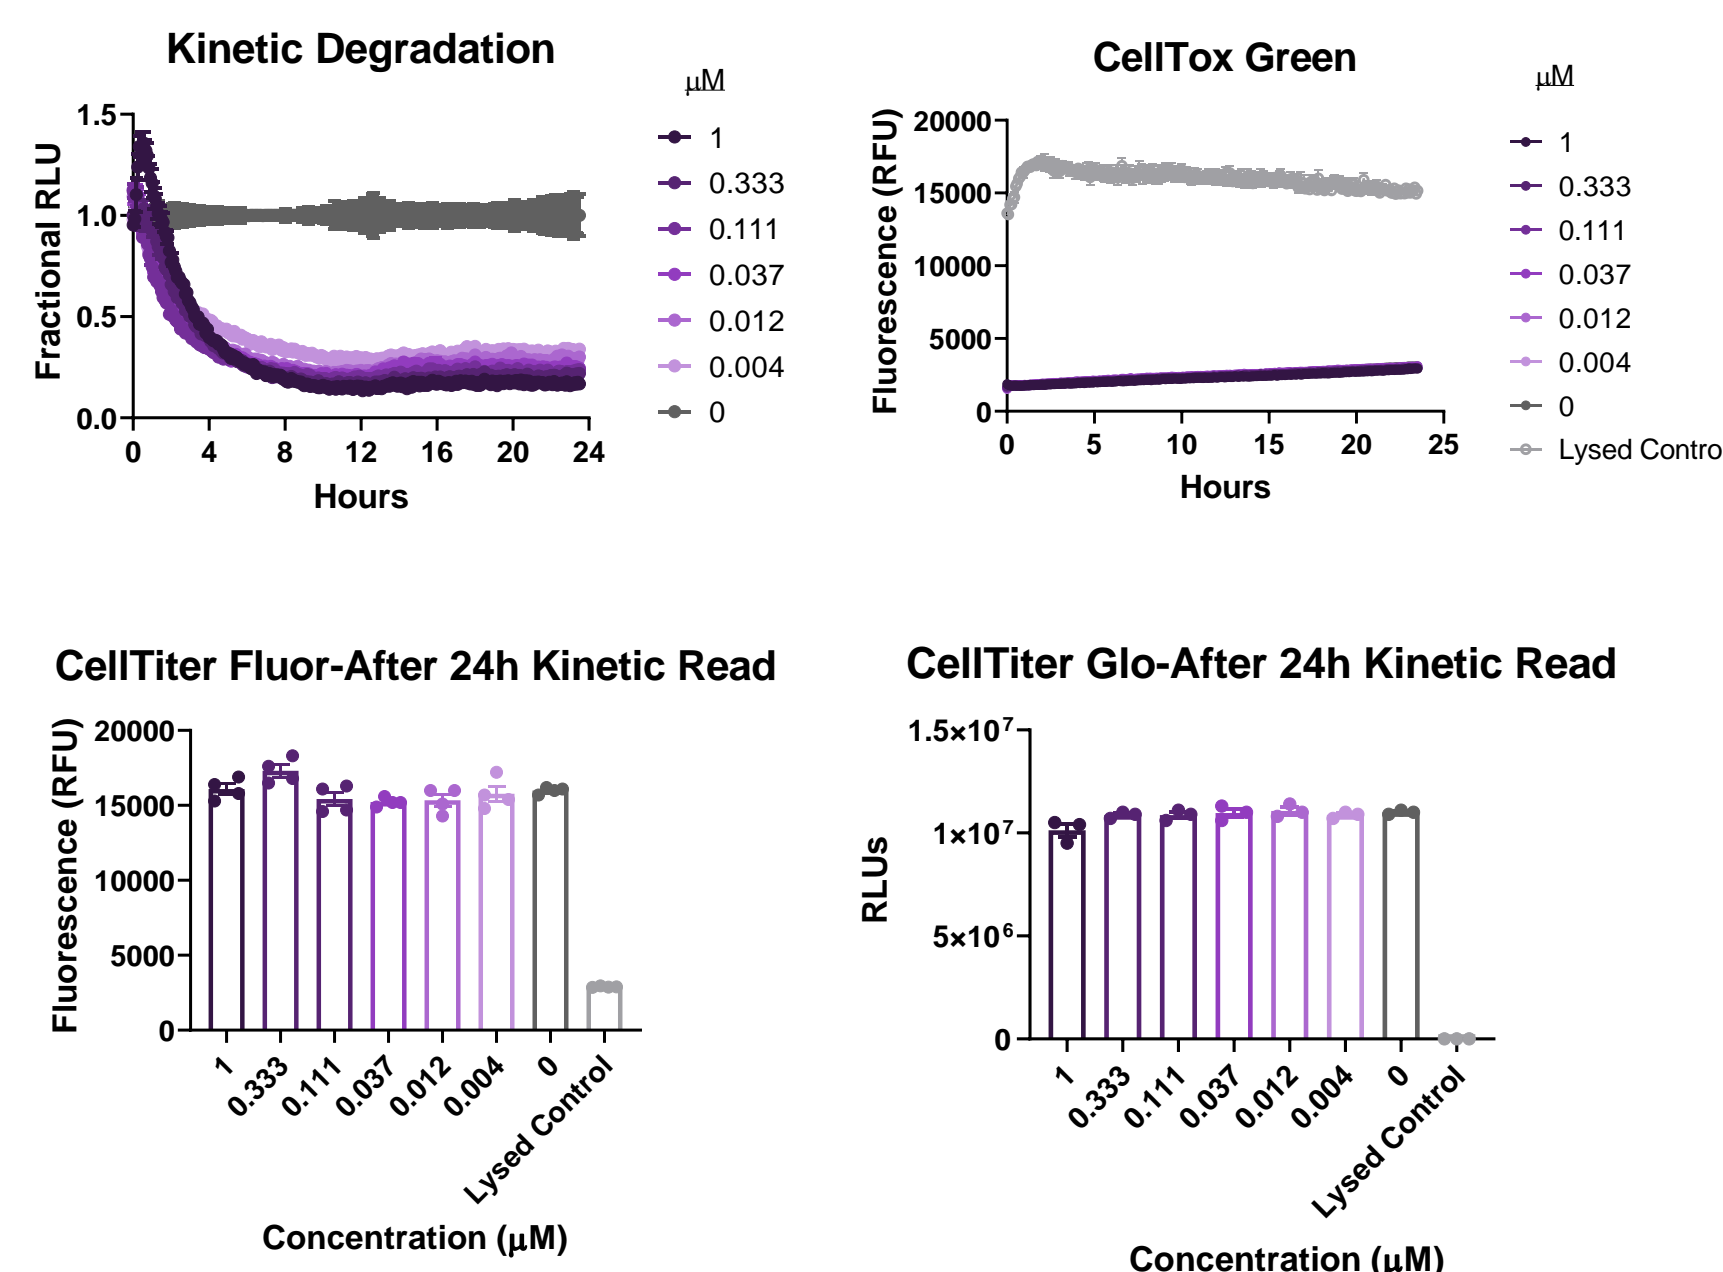 Kinetic Degradation
μM
1.5
1.0
0.5
0.0
Fractional RLU
0 4 8 12 16 20 24
Hours
1
0.333
0.111
0.037
0.012
0.004
0
CellTox Green
μM
20000
15000
10000
5000
0
Fluorescence (RFU)
0 5 10 15 20 25
Hours
1
0.333
0.111
0.037
0.012
0.004
0
Lysed Contro
CellTiter Fluor-After 24h Kinetic Read
20000
15000
10000
5000
0
Fluorescence (RFU)
1 0.333 0.111 0.037 0.012 0.004 0 Lysed Control
Concentration (μM)
CellTiter Glo-After 24h Kinetic Read
1.5×10⁷
1×10⁷
5×10⁶
0
RLUs
1 0.333 0.111 0.037 0.012 0.004 0 Lysed Control
Concentration (μM)